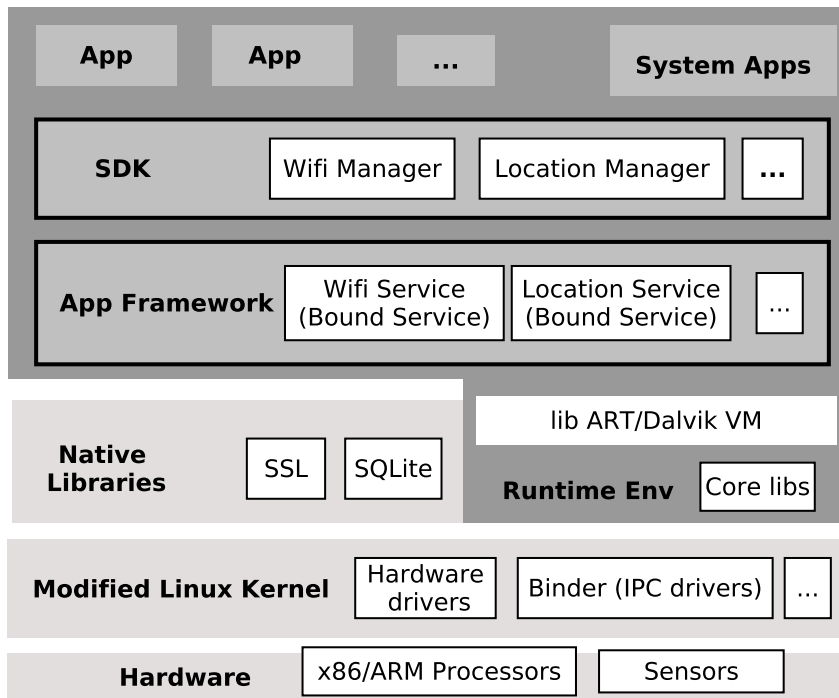 App
App
...
System Apps
SDK
Wifi Manager
Location Manager
...
App Framework
Wifi Service
(Bound Service)
Location Service
(Bound Service)
...
lib ART/Dalvik VM
Native
Libraries
SSL
SQLite
Runtime Env
Core libs
Modified Linux Kernel
Hardware
drivers
Binder (IPC drivers)
...
Hardware
x86/ARM Processors
Sensors